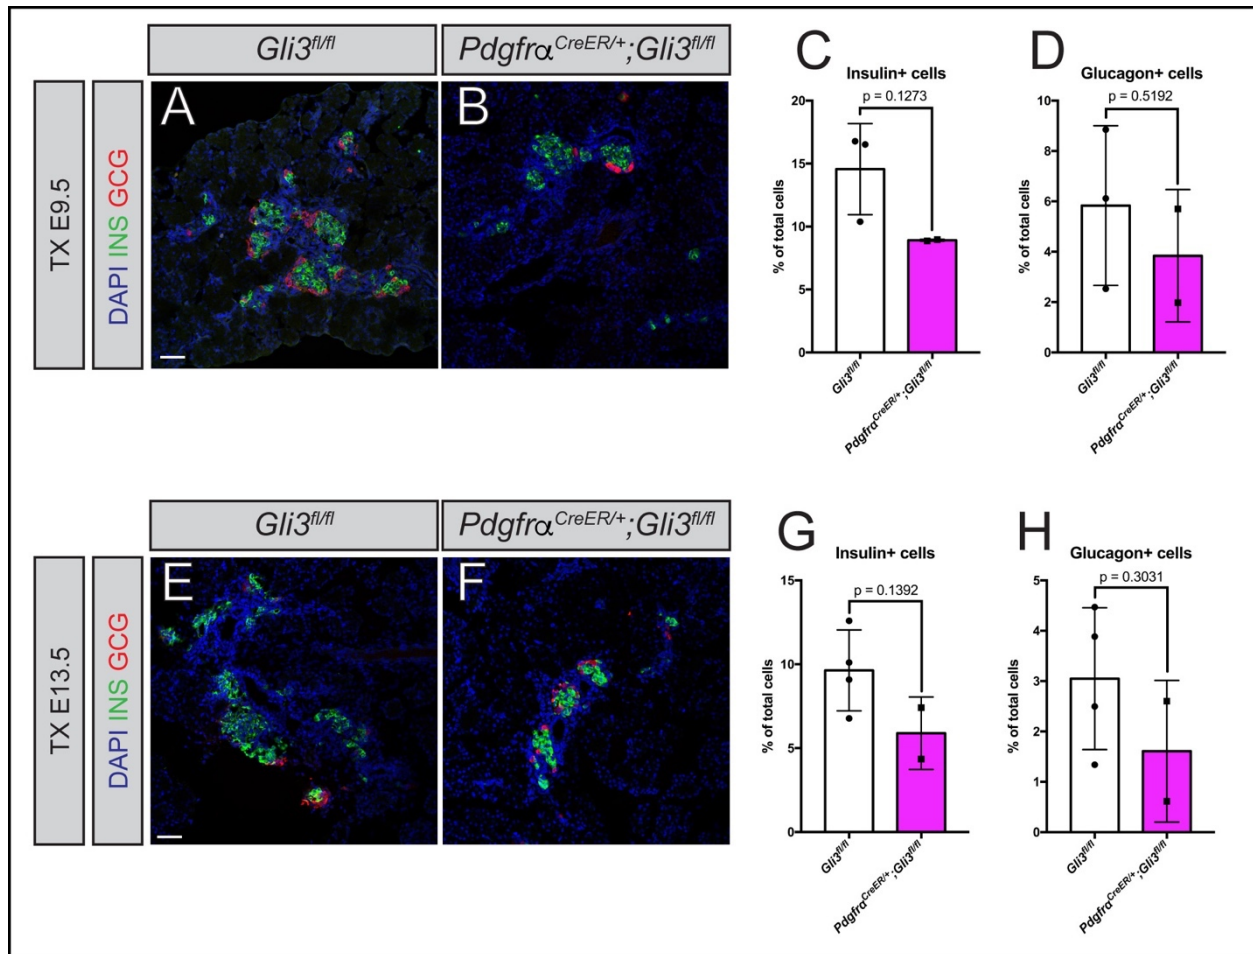 Gli3fl/fl
PdgfrαCreER/+;Gli3fl/fl
TX E9.5
DAPI INS GCG
A
B
C
Insulin+ cells
p = 0.1273
% of total cells
20
15
10
5
0
Gli3fl/fl
PdgfrαCreER/+;Gli3fl/fl
D
Glucagon+ cells
p = 0.5192
% of total cells
10
8
6
4
2
0
Gli3fl/fl
PdgfrαCreER/+;Gli3fl/fl
Gli3fl/fl
PdgfrαCreER/+;Gli3fl/fl
TX E13.5
DAPI INS GCG
E
F
G
Insulin+ cells
p = 0.1392
% of total cells
15
10
5
0
Gli3fl/fl
PdgfrαCreER/+;Gli3fl/fl
H
Glucagon+ cells
p = 0.3031
% of total cells
5
4
3
2
1
0
Gli3fl/fl
PdgfrαCreER/+;Gli3fl/fl